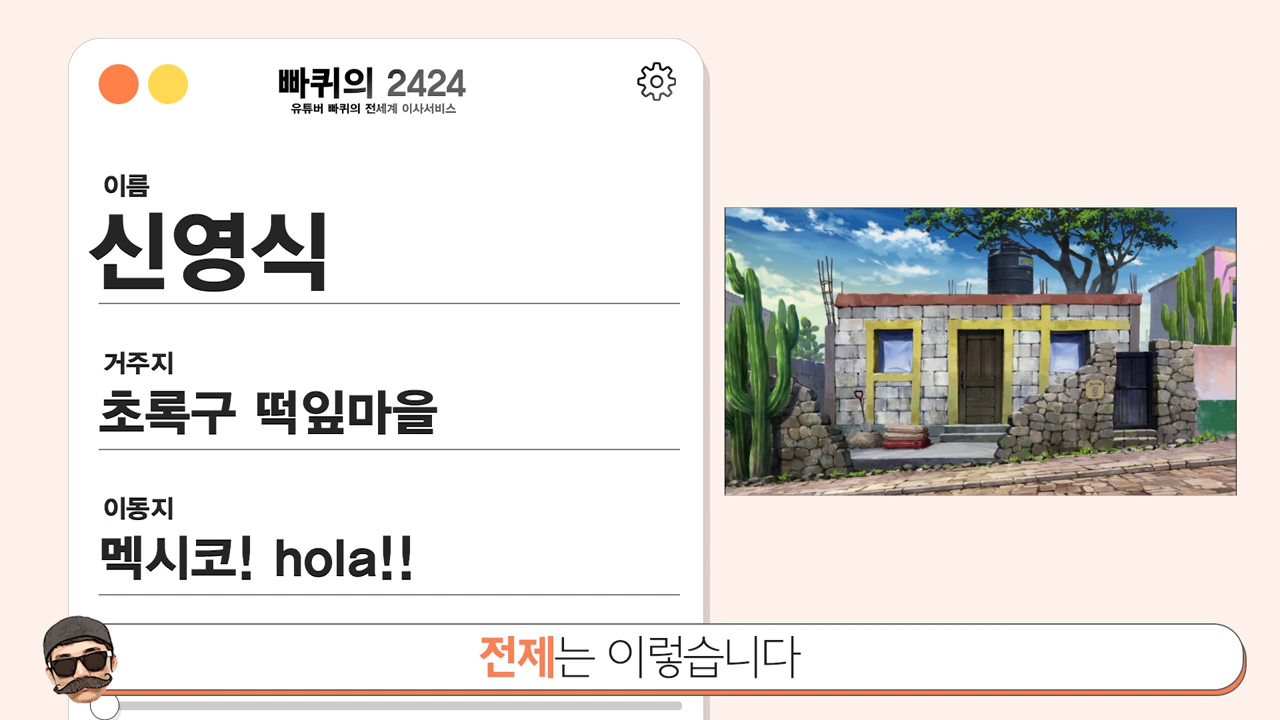 빠퀴의 2424
유튜버 빠퀴의 전세계 이사서비스
이름
신영식
거주지
초록구 떡잎마을
이동지
멕시코! hola!!
전제는 이렇습니다